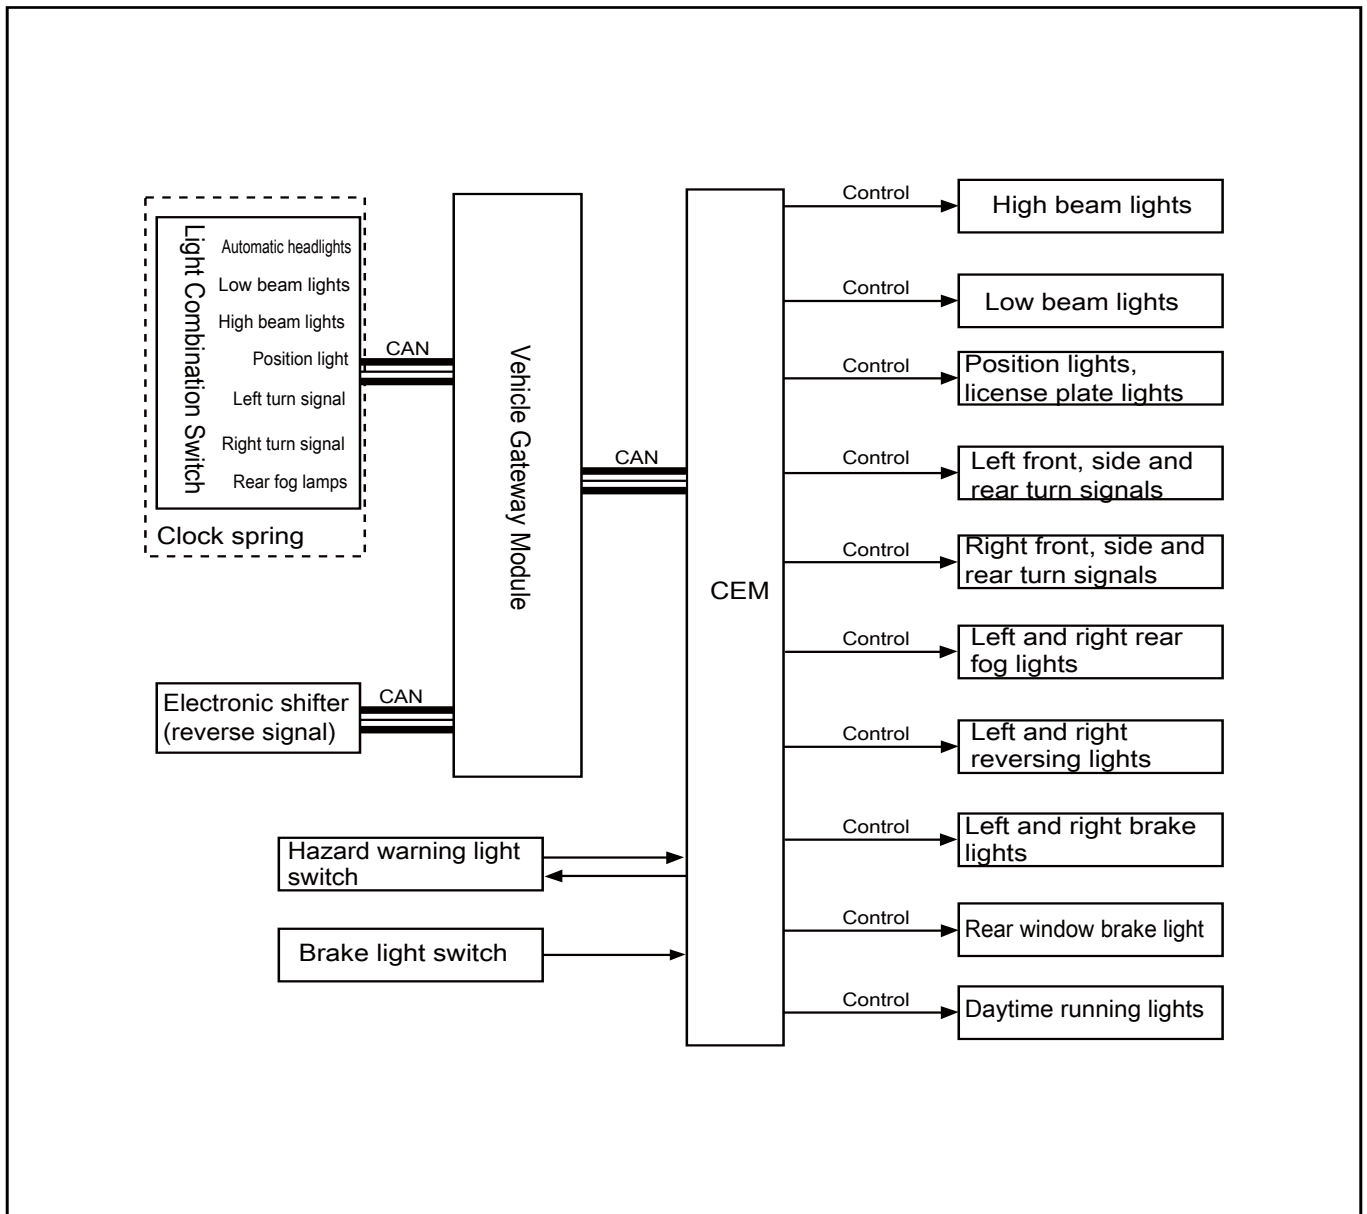 Light Combination Switch
Automatic headlights
Low beam lights
High beam lights
Position light
Left turn signal
Right turn signal
Rear fog lamps
Clock spring
CAN
Electronic shifter
(reverse signal)
CAN
Vehicle Gateway Module
CAN
Hazard warning light
switch
Brake light switch
CEM
Control
High beam lights
Control
Low beam lights
Control
Position lights,
license plate lights
Control
Left front, side and
rear turn signals
Control
Right front, side and
rear turn signals
Control
Left and right rear
fog lights
Control
Left and right
reversing lights
Control
Left and right brake
lights
Control
Rear window brake light
Control
Daytime running lights